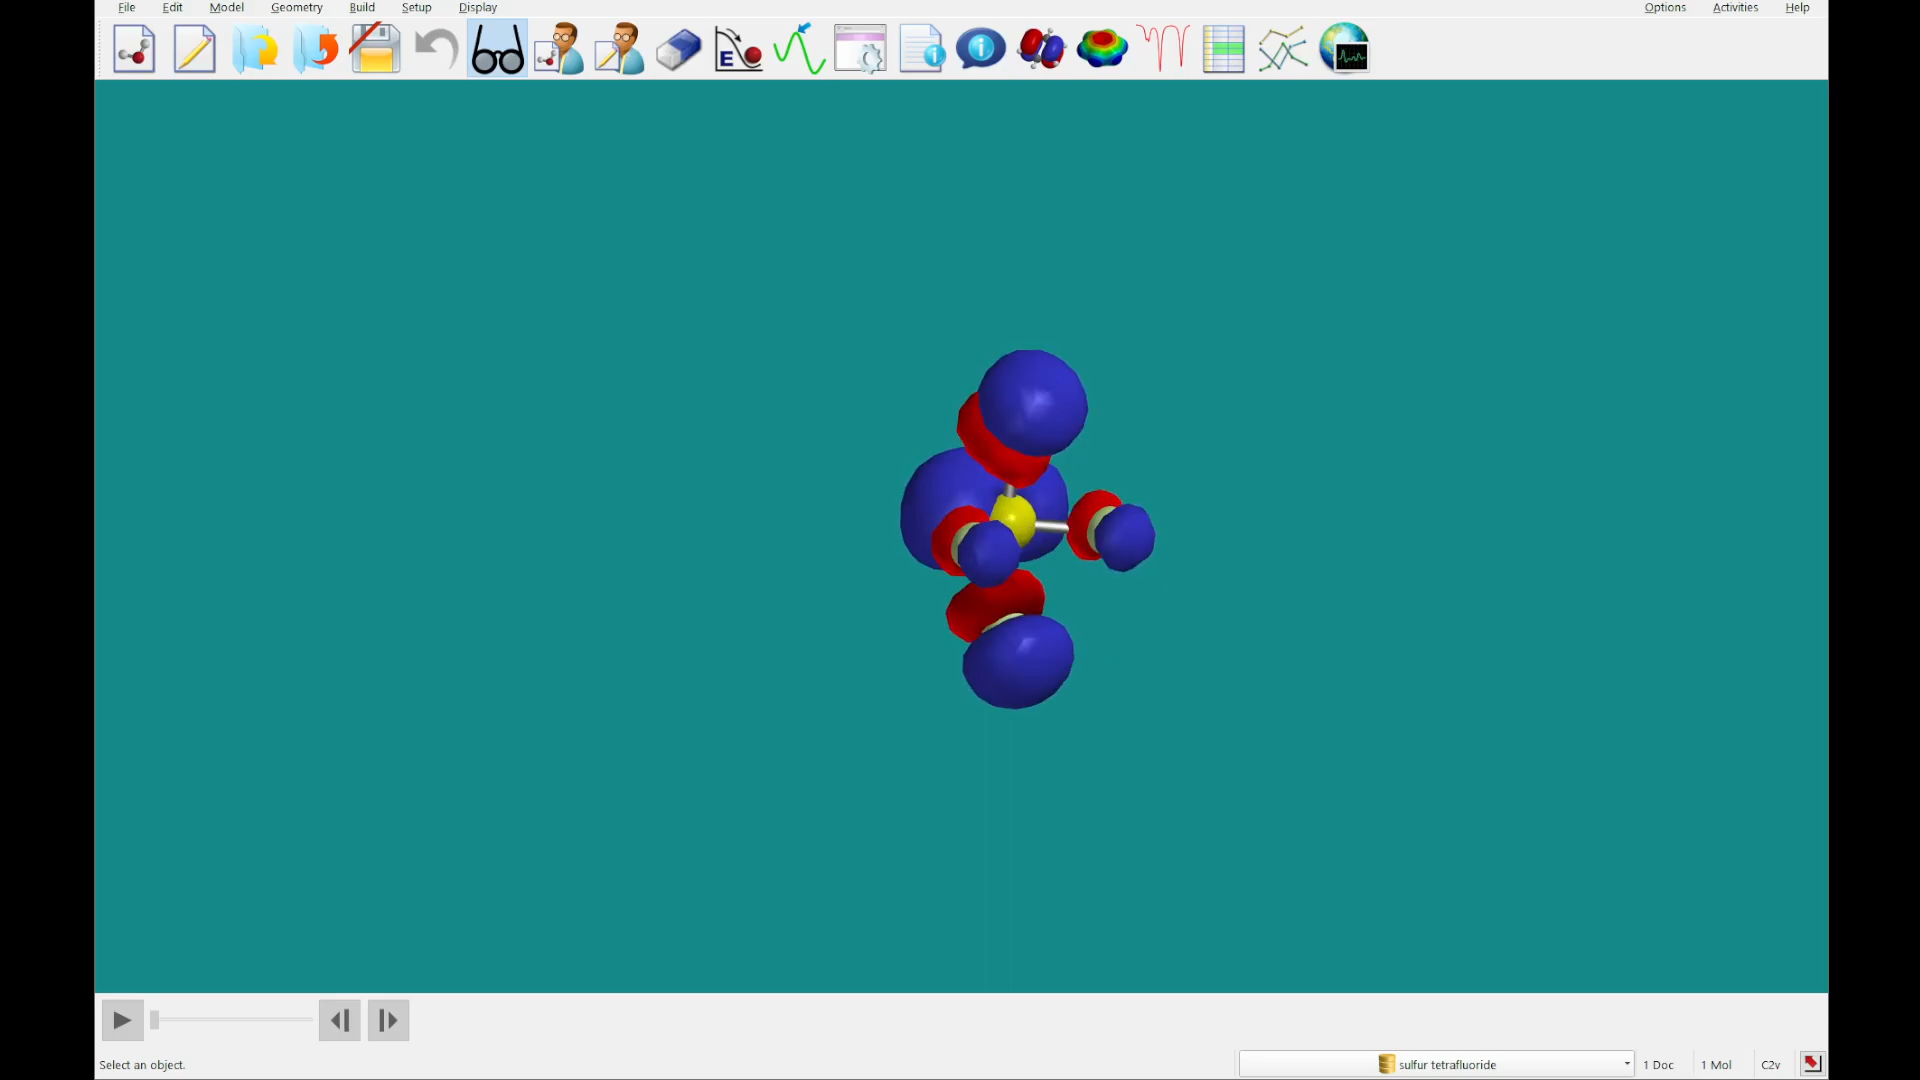 File Edit Model Geometry Build Setup Display Options Activities Help
E
Select an object. sulfur tetrafluoride 1 Doc 1 Mol C2v